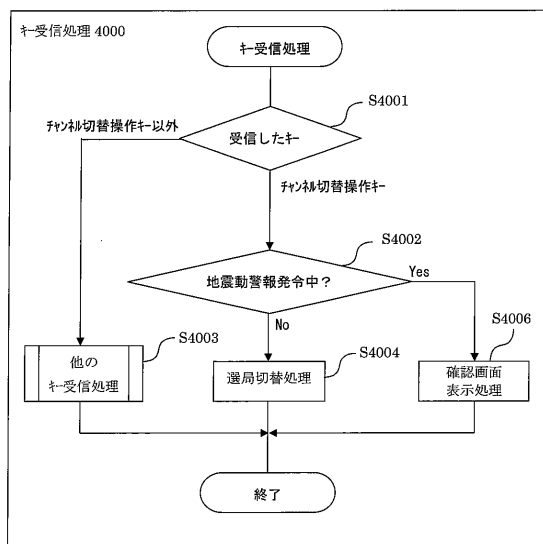 キー受信処理 4000
キー受信処理
S4001
チャンネル切替操作キー以外
受信したキー
チャンネル切替操作キー
S4002
地震動警報発令中？
Yes
No
S4003
S4004
S4006
他の
キー受信処理
選局切替処理
確認画面
表示処理
終了